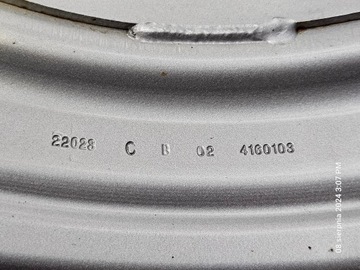 22028 C B 02 4160103
08 sierpnia 2024 3:07 PM